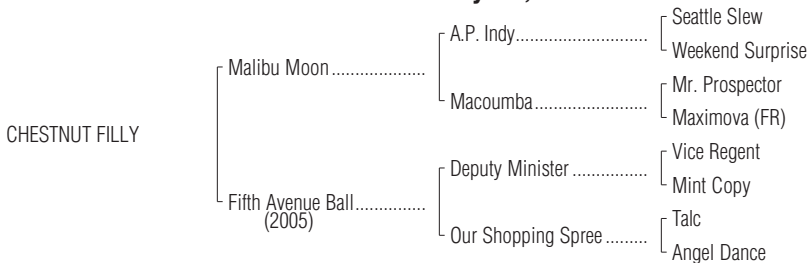 Seattle Slew
A.P. Indy
Weekend Surprise
Malibu Moon
Mr. Prospector
Macoumba
Maximova (FR)
CHESTNUT FILLY
Vice Regent
Deputy Minister
Mint Copy
Fifth Avenue Ball
(2005)
Talc
Our Shopping Spree
Angel Dance